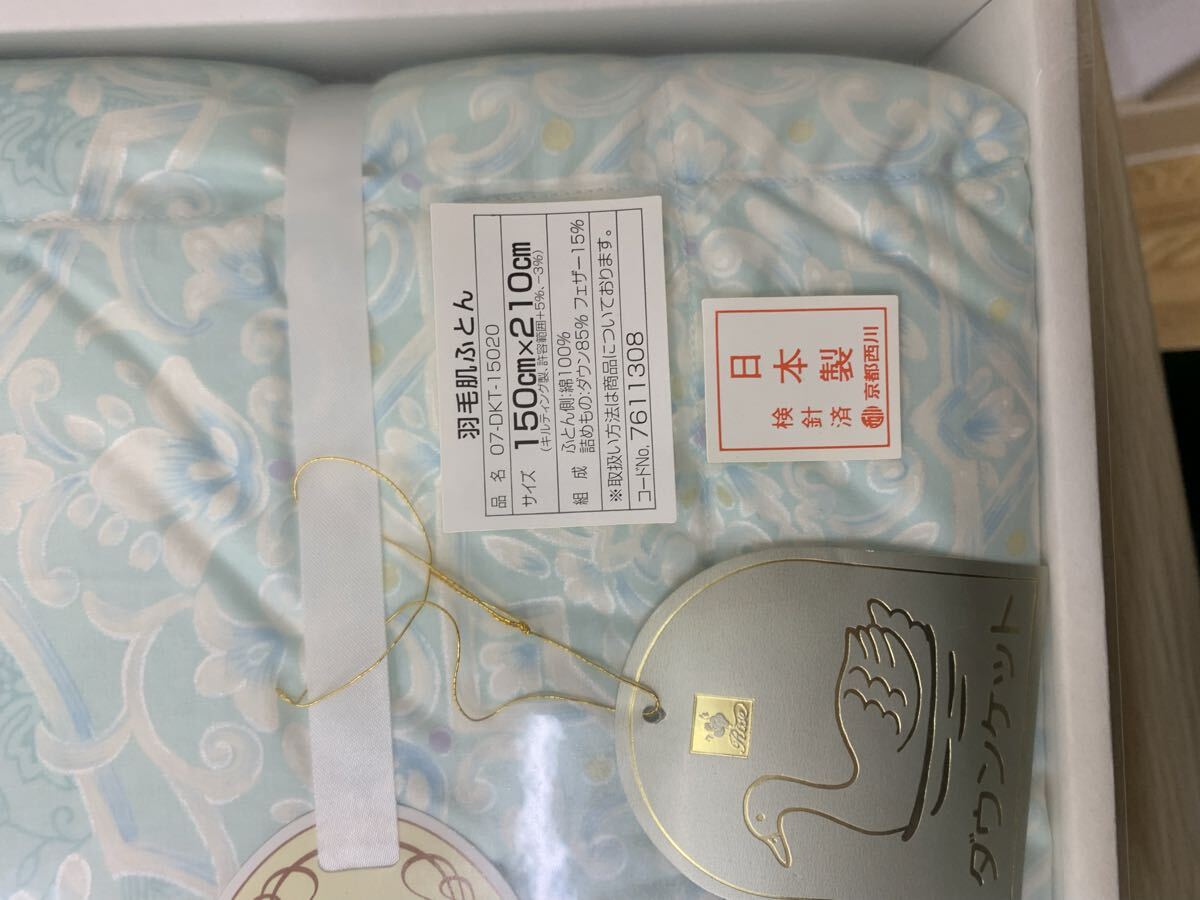 羽毛肌ふとん
品名 07-DKT-15020
サイズ 150cm×210cm
(キルティング製、許容範囲+5%、-3%)
組成 ふとん側:綿100%
詰めもの:ダウン85% フェザー15%
※取扱い方法は商品についております。
コードNo. 7611308
日本製
検針済
京都西川
ダウンケット